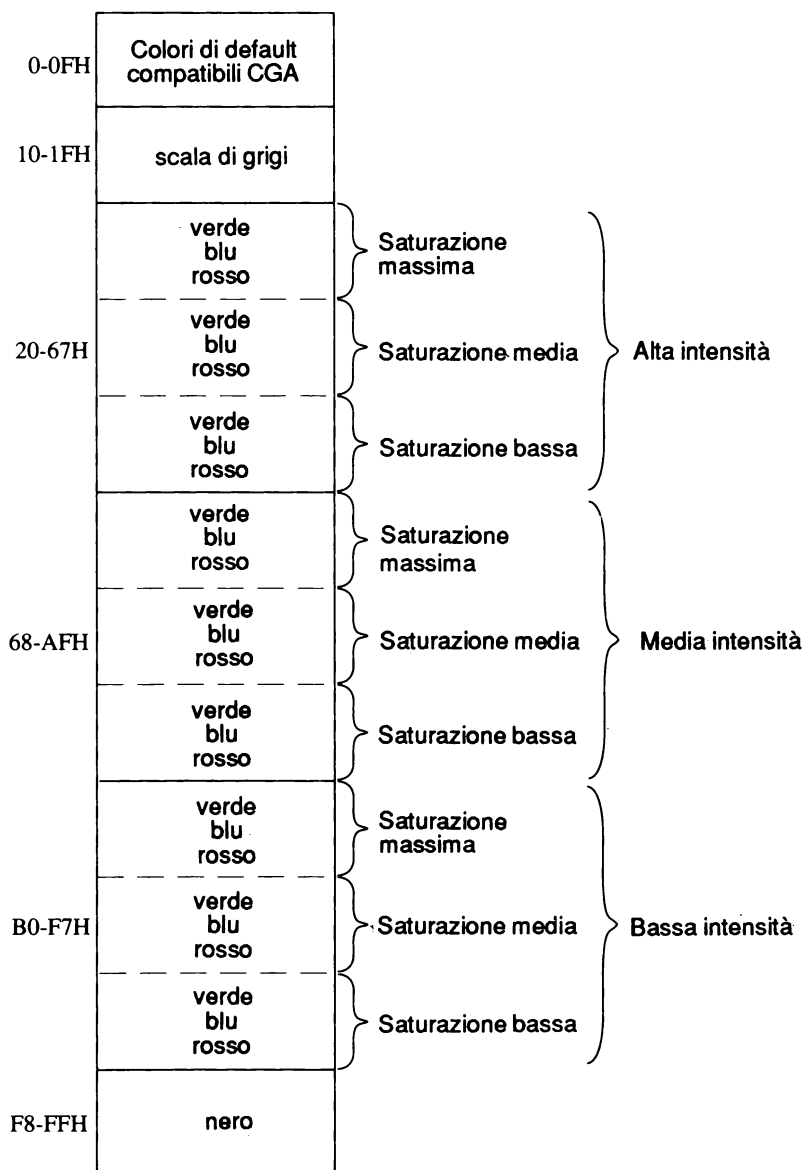 0-0FH
Colori di default
compatibili CGA
10-1FH
scala di grigi
verde
blu
rosso
Saturazione
massima
20-67H
verde
blu
rosso
Saturazione media
Alta intensità
verde
blu
rosso
Saturazione bassa
verde
blu
rosso
Saturazione
massima
68-AFH
verde
blu
rosso
Saturazione media
Media intensità
verde
blu
rosso
Saturazione bassa
verde
blu
rosso
Saturazione
massima
B0-F7H
verde
blu
rosso
Saturazione media
Bassa intensità
verde
blu
rosso
Saturazione bassa
F8-FFH
nero